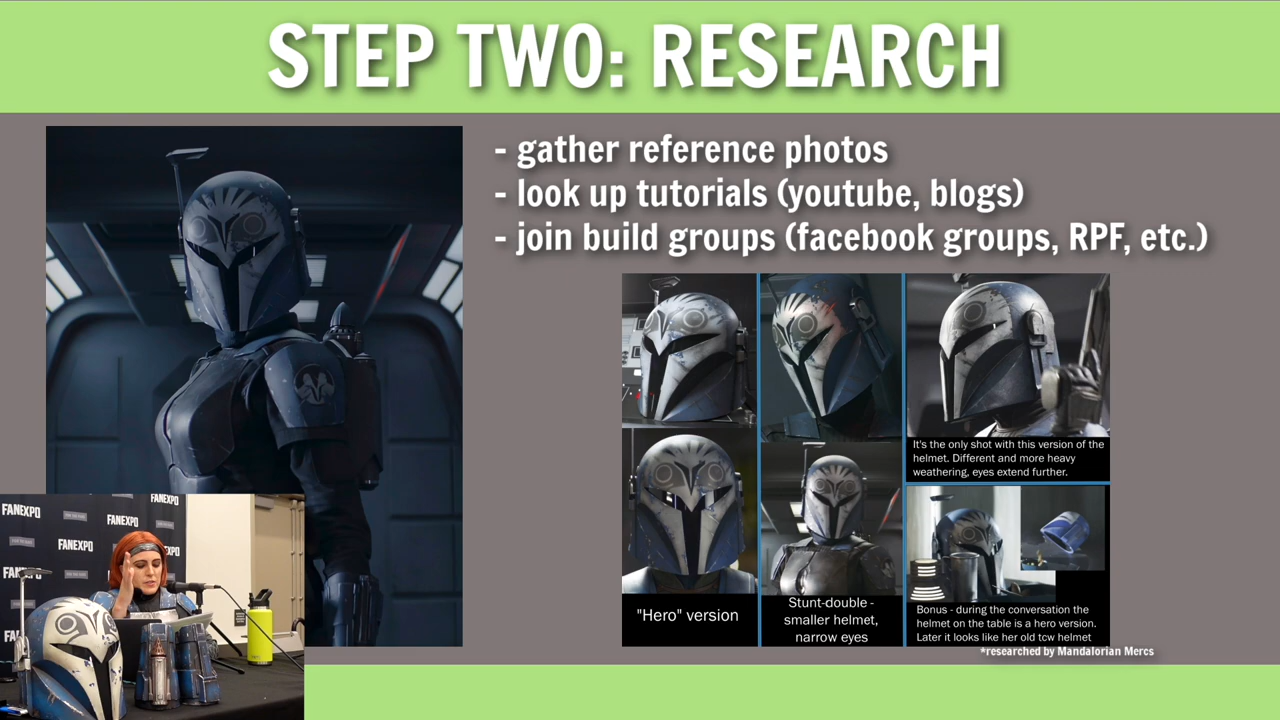 STEP TWO: RESEARCH
- gather reference photos
- look up tutorials (youtube, blogs)
- join build groups (facebook groups, RPF, etc.)
It's the only shot with this version of the
helmet. Different and more heavy
weathering, eyes extend further.
"Hero" version
Stunt-double -
smaller helmet,
narrow eyes
Bonus - during the conversation the
helmet on the table is a hero version.
Later it looks like her old tcw helmet
*researched by Mandalorian Mercs
FANEXPO
FANEXPO
FANEXPO
FANEXPO
FANEXPO